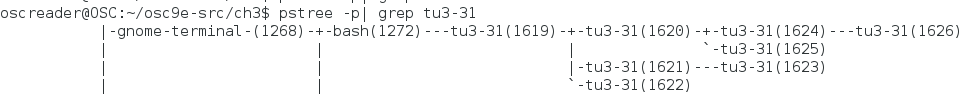 oscreader@OSC:~/osc9e-src/ch3$ pstree -p| grep tu3-31
|-gnome-terminal-(1268)-+-bash(1272)---tu3-31(1619)-+-tu3-31(1620)-+-tu3-31(1624)---tu3-31(1626)
| | | `-tu3-31(1625)
| | |-tu3-31(1621)---tu3-31(1623)
| | `-tu3-31(1622)